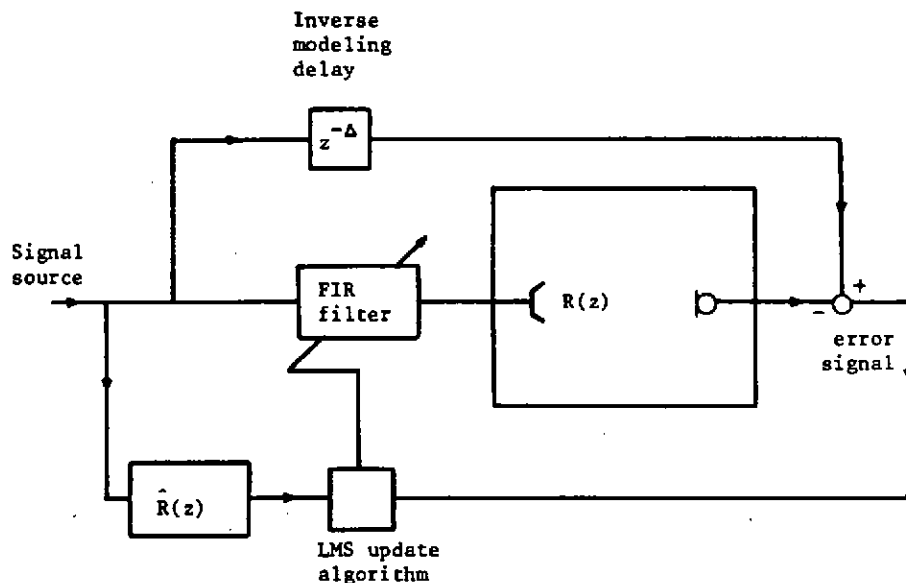 Inverse
modeling
delay
z^-Δ
Signal
source
FIR
filter
R(z)
+
-
error
signal
R̂(z)
LMS update
algorithm